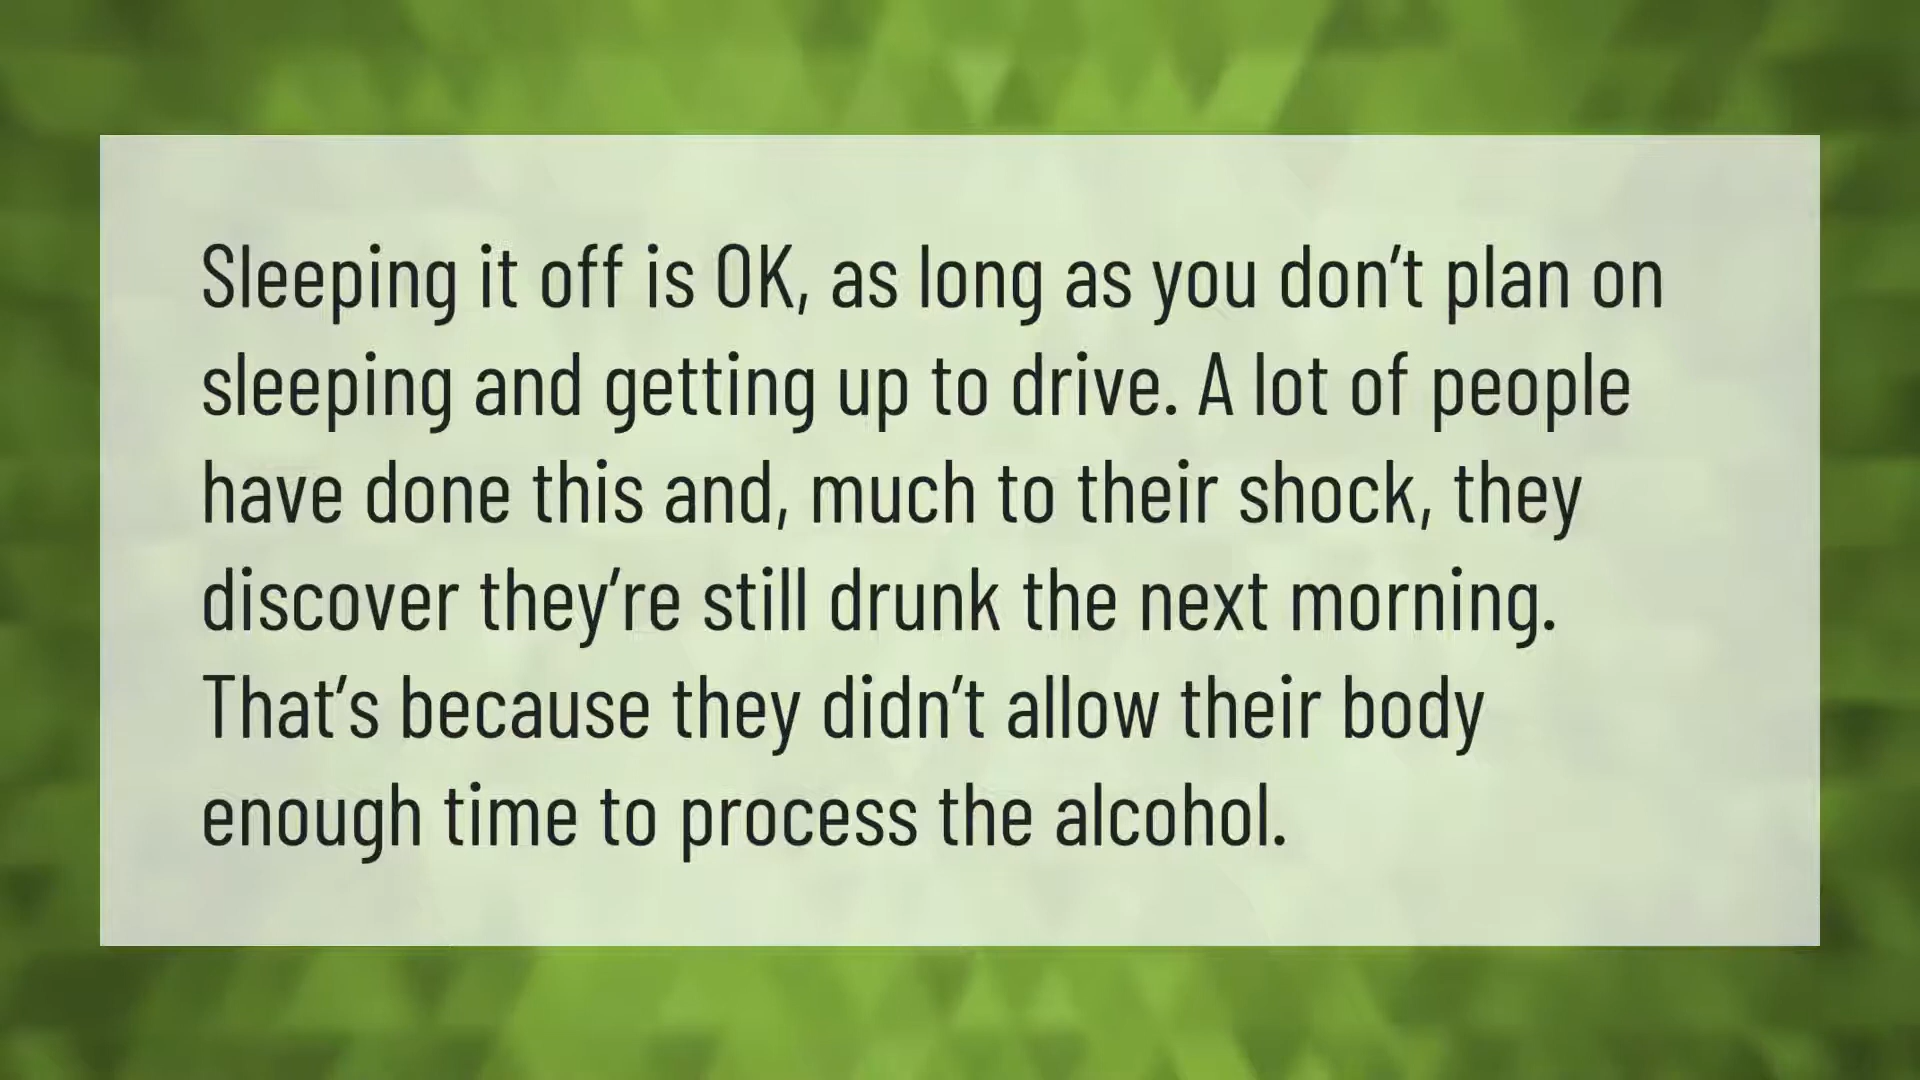 Sleeping it off is OK, as long as you don’t plan on
sleeping and getting up to drive. A lot of people
have done this and, much to their shock, they
discover they’re still drunk the next morning.
That’s because they didn’t allow their body
enough time to process the alcohol.